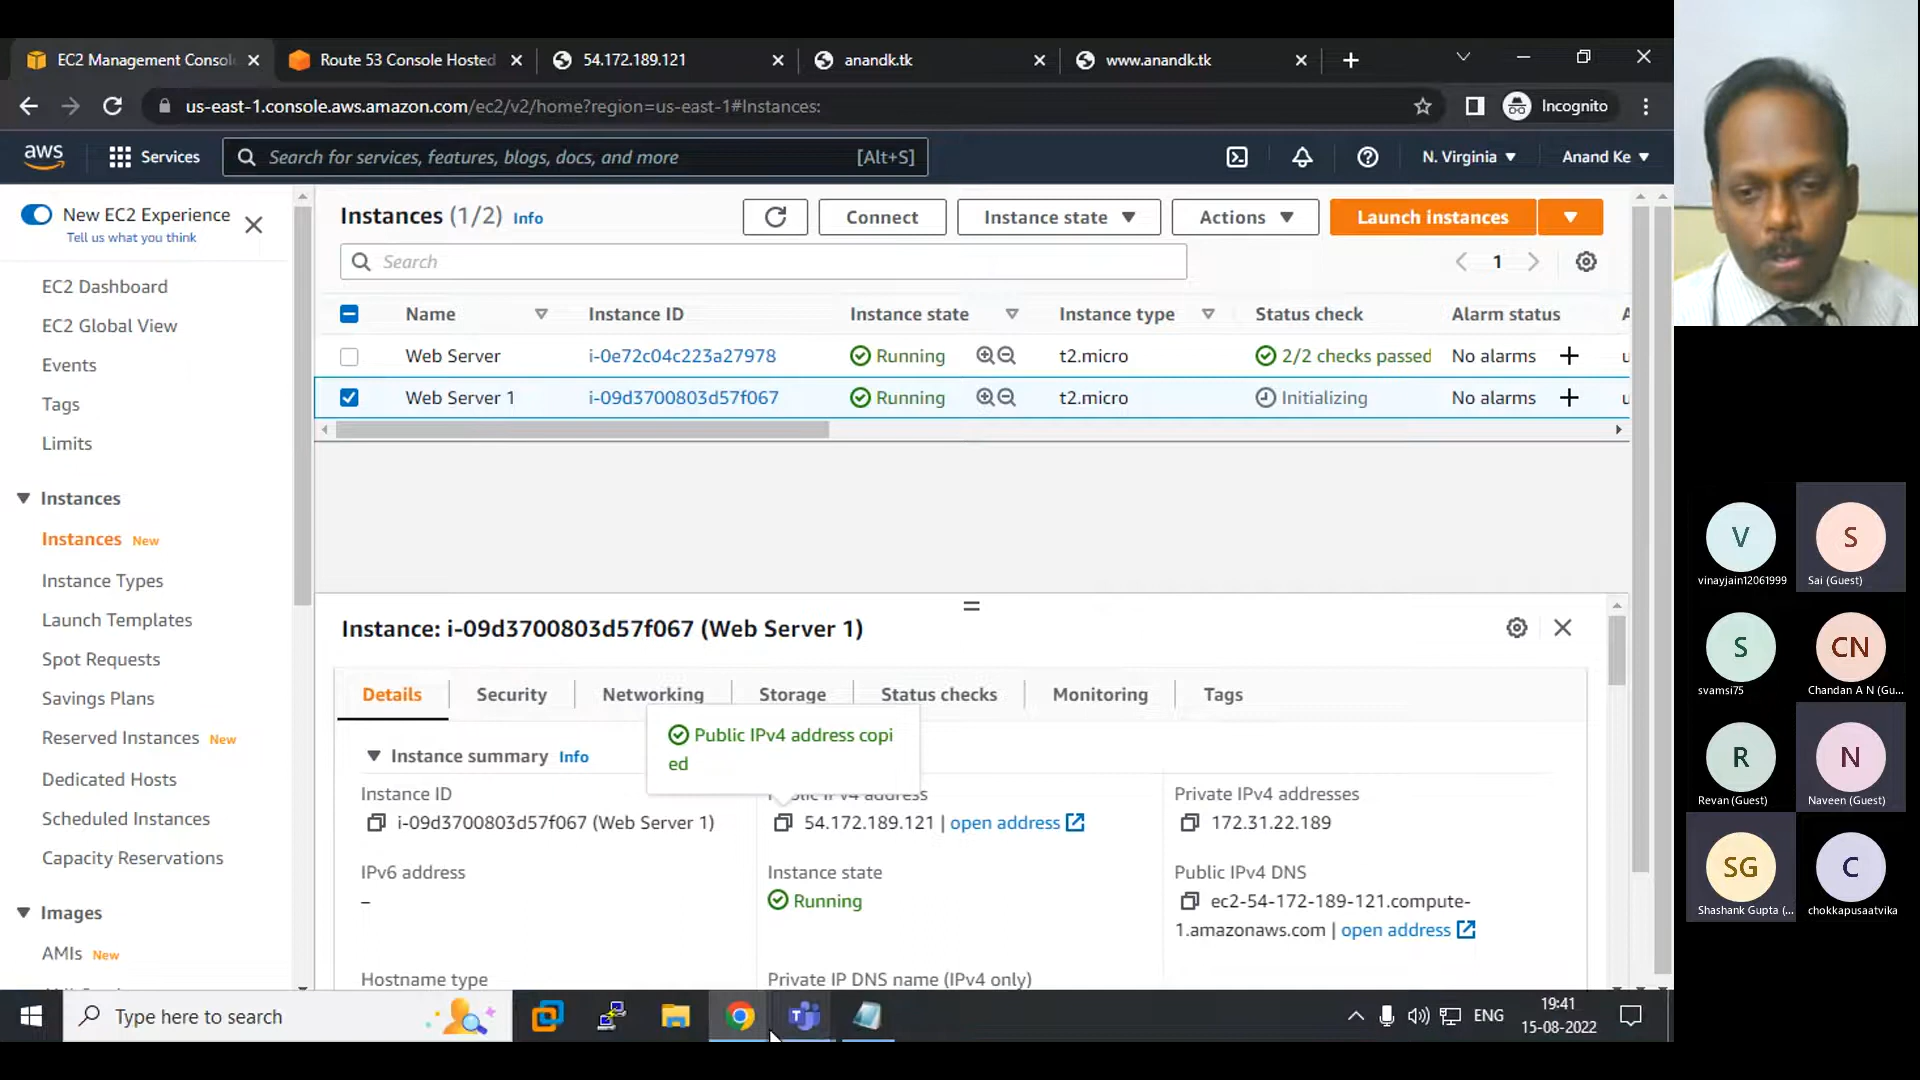 EC2 Management Consol
Route 53 Console Hosted
54.172.189.121
anandk.tk
www.anandk.tk
us-east-1.console.aws.amazon.com/ec2/v2/home?region=us-east-1#Instances:
Incognito
aws
Services
Search for services, features, blogs, docs, and more
[Alt+S]
N. Virginia
Anand Ke
New EC2 Experience
Tell us what you think
EC2 Dashboard
EC2 Global View
Events
Tags
Limits
Instances
Instances New
Instance Types
Launch Templates
Spot Requests
Savings Plans
Reserved Instances New
Dedicated Hosts
Scheduled Instances
Capacity Reservations
Images
AMIs New
Instances (1/2) Info
Connect
Instance state
Actions
Launch instances
Search
1
Name
Instance ID
Instance state
Instance type
Status check
Alarm status
Web Server
i-0e72c04c223a27978
Running
t2.micro
2/2 checks passed
No alarms
Web Server 1
i-09d3700803d57f067
Running
t2.micro
Initializing
No alarms
Instance: i-09d3700803d57f067 (Web Server 1)
Details
Security
Networking
Storage
Status checks
Monitoring
Tags
Public IPv4 address copi
ed
Instance summary Info
Instance ID
i-09d3700803d57f067 (Web Server 1)
Public IPv4 address
54.172.189.121 | open address
Private IPv4 addresses
172.31.22.189
IPv6 address
–
Instance state
Running
Public IPv4 DNS
ec2-54-172-189-121.compute-
1.amazonaws.com | open address
Hostname type
Private IP DNS name (IPv4 only)
Type here to search
ENG
19:41
15-08-2022
V
vinayjain12061999
S
Sai (Guest)
S
svamsi75
CN
Chandan A N (Gu...
R
Revan (Guest)
N
Naveen (Guest)
SG
Shashank Gupta (...
C
chokkapusaatvika